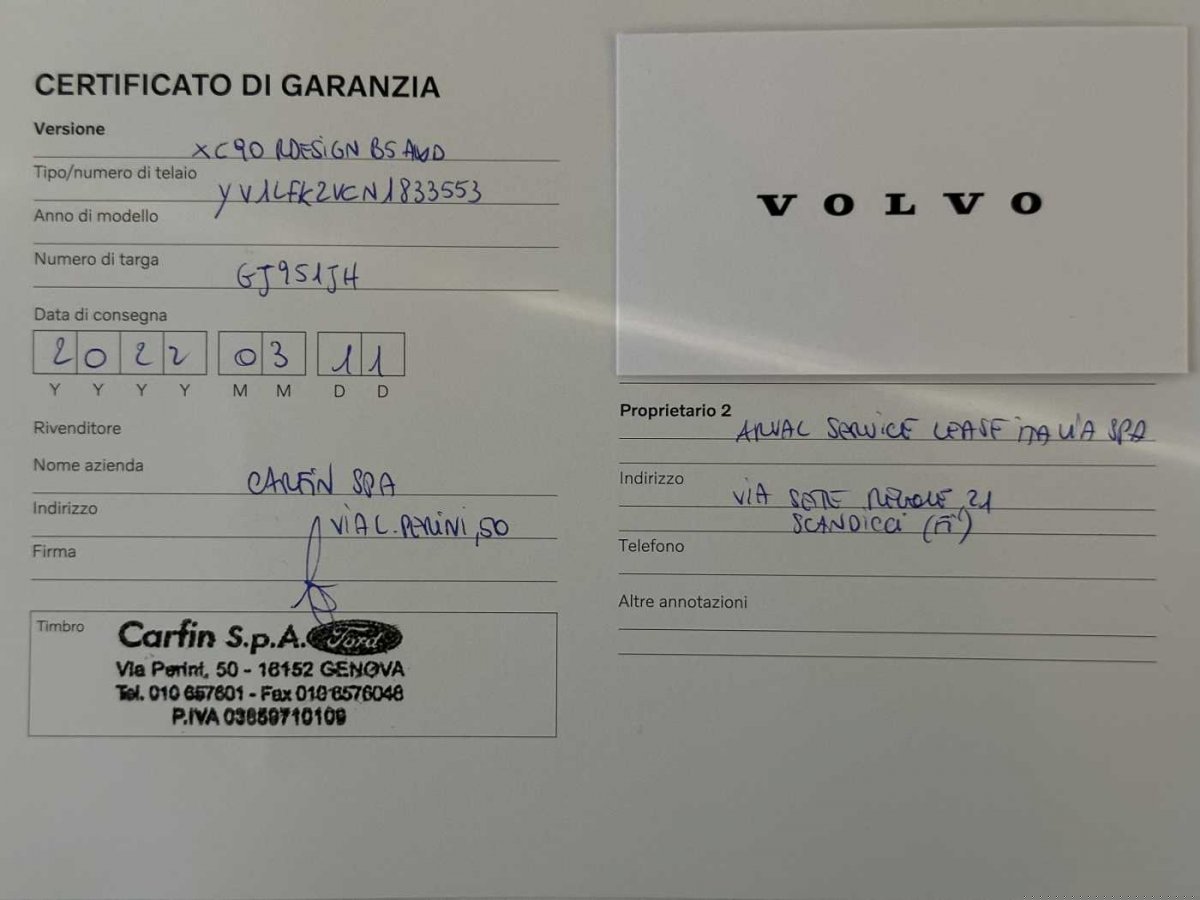 CERTIFICATO DI GARANZIA
Versione
XC90 RDESIGN B5 AWD
Tipo/numero di telaio
YV1LFK2VCN1833553
Anno di modello
Numero di targa
GJ951JH
Data di consegna
2022 03 11
Y Y Y Y M M D D
Rivenditore
Nome azienda
CARFIN SPA
Indirizzo
VIA C. PERINI, 50
Firma
Timbro
Carfin S.p.A. Ford
Via Perini, 50 - 16152 GENOVA
Tel. 010 657601 - Fax 010 6576046
P.IVA 03859710109
VOLVO
Proprietario 2
ARVAL SERVICE LEASE ITALIA SPA
Indirizzo
VIA SETTE REGOLE, 21
SCANDICCI (FI)
Telefono
Altre annotazioni